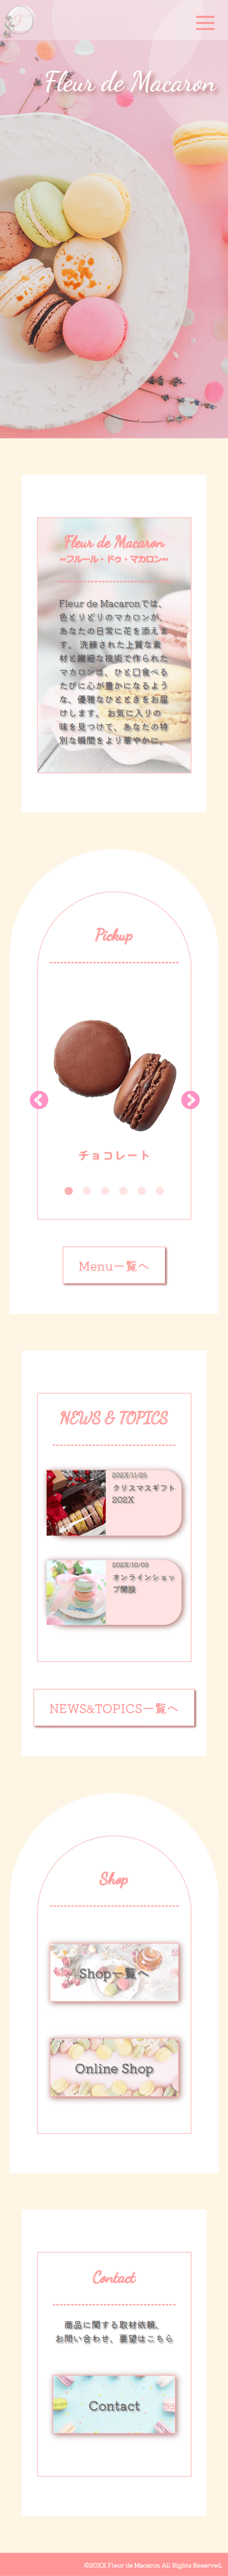 Fleur de Macaron
Fleur de Macaron
~フルール・ドゥ・マカロン~
Fleur de Macaronでは、
色とりどりのマカロンが、
あなたの日常に花を添えま
す。 洗練された上質な素
材と繊細な技術で作られた
マカロンは、ひと口食べる
たびに心が豊かになるよう
な、優雅なひとときをお届
けします。 お気に入りの
味を見つけて、あなたの特
別な瞬間をより華やかに。
Pickup
チョコレート
Menu一覧へ
NEWS & TOPICS
202X/11/25
クリスマスギフト
202X
202X/10/03
オンラインショッ
プ開設
NEWS&TOPICS一覧へ
Shop
Shop一覧へ
Online Shop
Contact
商品に関する取材依頼、
お問い合わせ、要望はこちら
Contact
©20XX Fleur de Macaron All Rights Reserved.